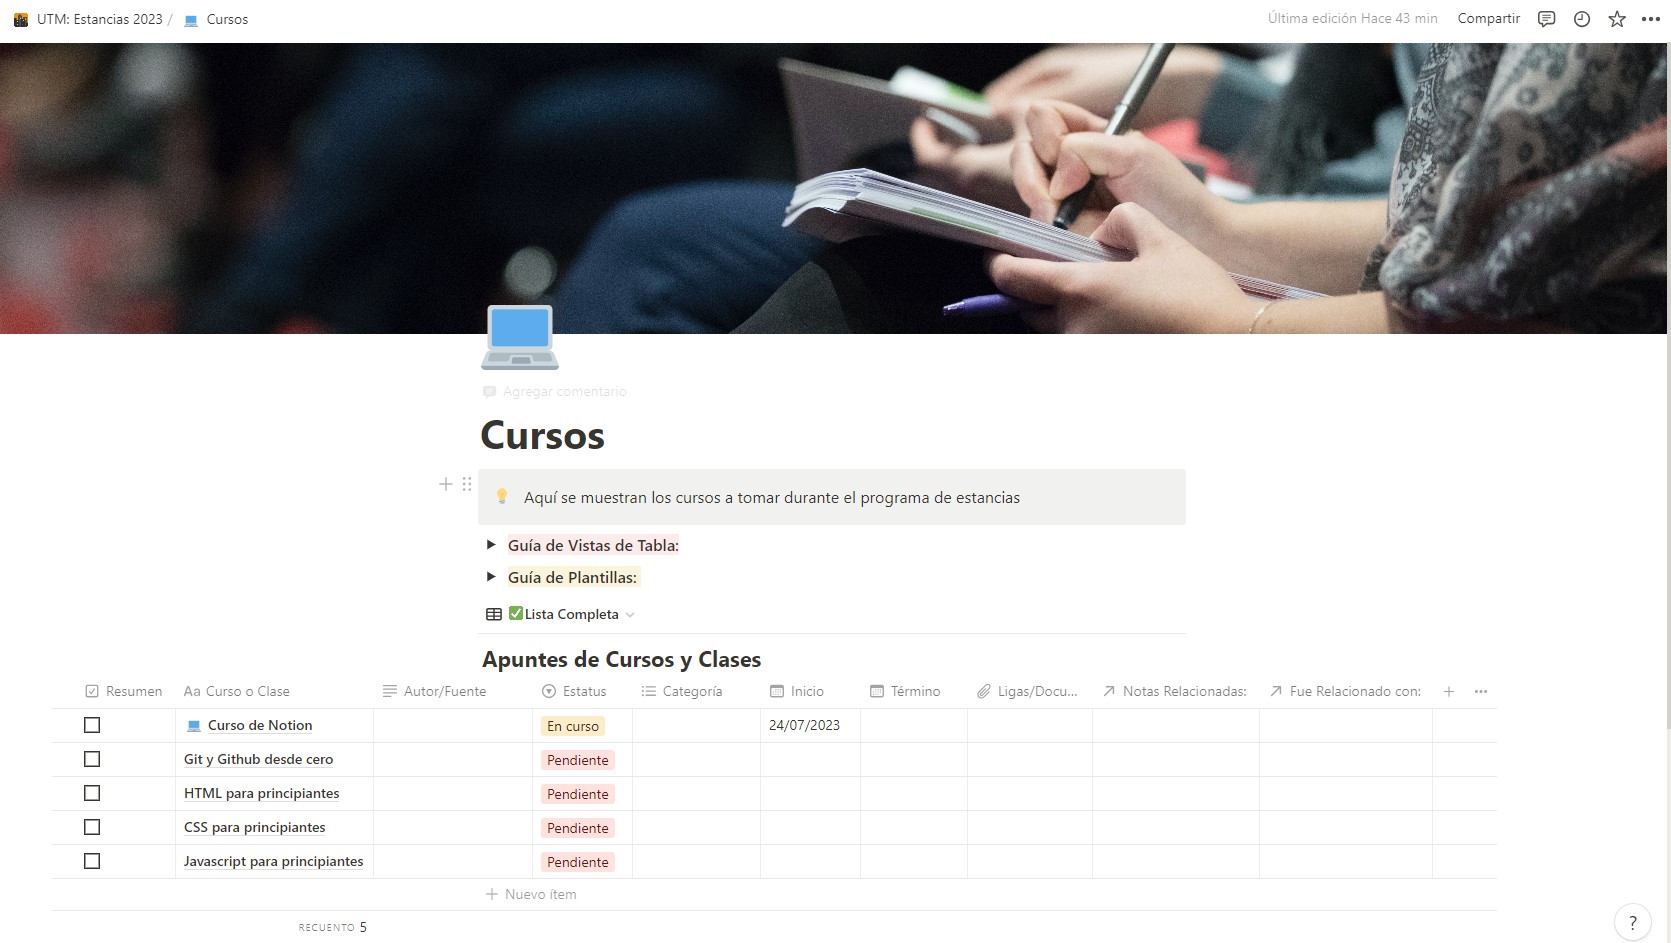 UTM: Estancias 2023 / Cursos
Última edición Hace 43 min Compartir
Agregar comentario
Cursos
Aquí se muestran los cursos a tomar durante el programa de estancias
Guía de Vistas de Tabla:
Guía de Plantillas:
Lista Completa
Apuntes de Cursos y Clases
Resumen Aa Curso o Clase Autor/Fuente Estatus Categoría Inicio Término Ligas/Docu... Notas Relacionadas: Fue Relacionado con:
Curso de Notion En curso 24/07/2023
Git y Github desde cero Pendiente
HTML para principiantes Pendiente
CSS para principiantes Pendiente
Javascript para principiantes Pendiente
Nuevo ítem
RECUENTO 5
?